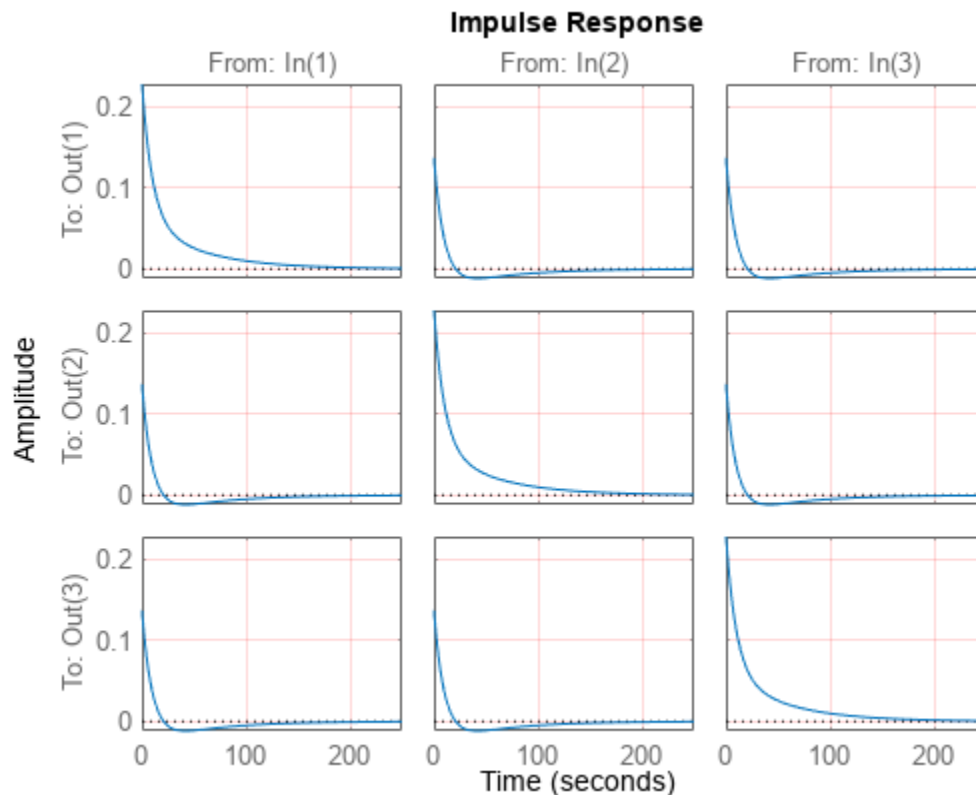 Impulse Response
From: In(1) From: In(2) From: In(3)
Amplitude
To: Out(1)
0.2
0.1
0
To: Out(2)
0.2
0.1
0
To: Out(3)
0.2
0.1
0
0 100 200 0 100 200 0 100 200
Time (seconds)